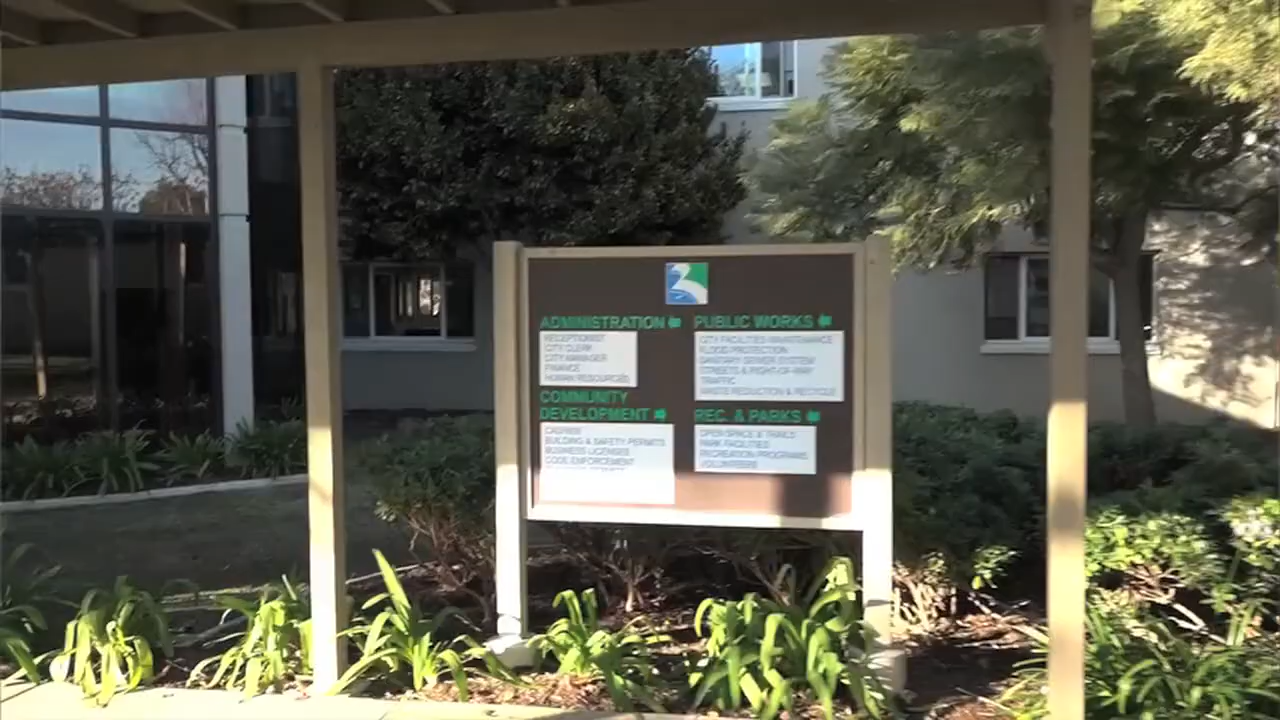 ADMINISTRATION
RECEPTIONIST
CITY CLERK
CITY MANAGER
FINANCE
HUMAN RESOURCES
COMMUNITY
DEVELOPMENT
CASHIER
BUILDING & SAFETY PERMITS
BUSINESS LICENSES
CODE ENFORCEMENT
PUBLIC WORKS
CITY FACILITIES MAINTENANCE
FLOOD PROTECTION
SANITARY SEWER SYSTEM
STREETS & RIGHT-OF-WAY
TRAFFIC
WASTE REDUCTION & RECYCLE
REC. & PARKS
OPEN SPACE & TRAILS
PARK FACILITIES
RECREATION PROGRAMS
VOLUNTEERS